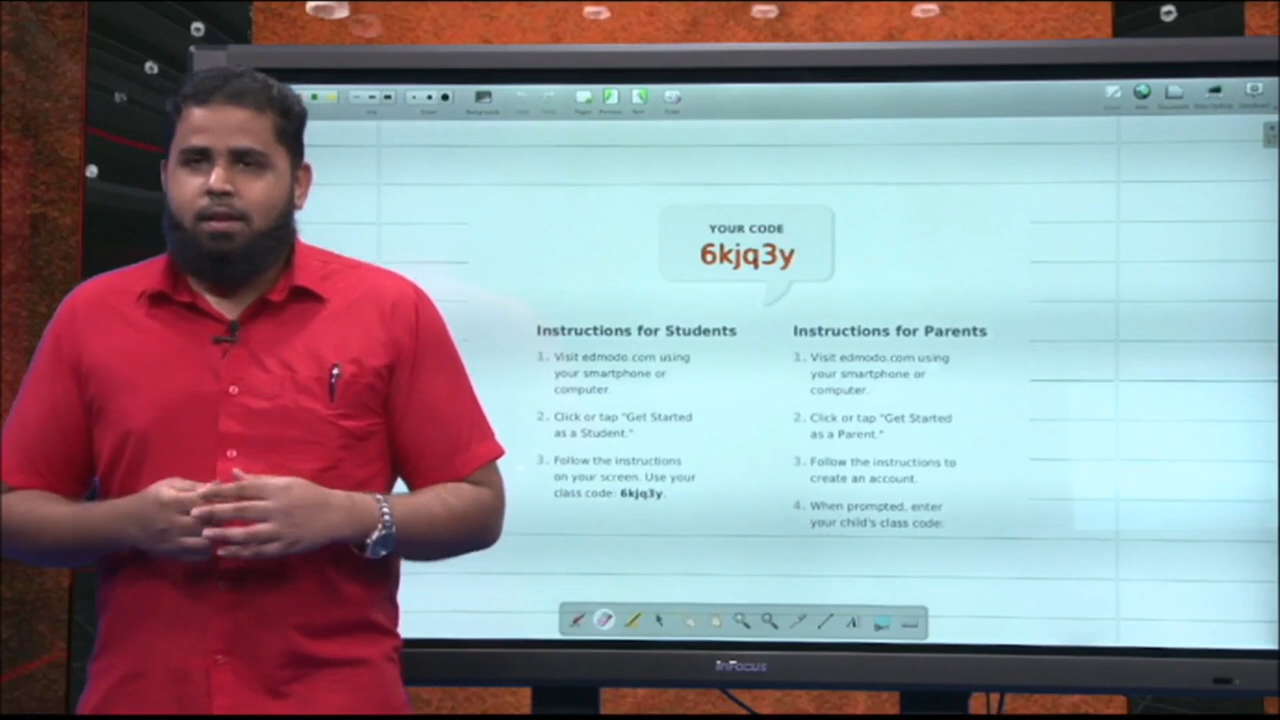 YOUR CODE
6kjq3y
Instructions for Students
1. Visit edmodo.com using
your smartphone or
computer.
2. Click or tap "Get Started
as a Student."
3. Follow the instructions
on your screen. Use your
class code: 6kjq3y.
Instructions for Parents
1. Visit edmodo.com using
your smartphone or
computer.
2. Click or tap "Get Started
as a Parent."
3. Follow the instructions to
create an account.
4. When prompted, enter
your child's class code:
A
InFocus